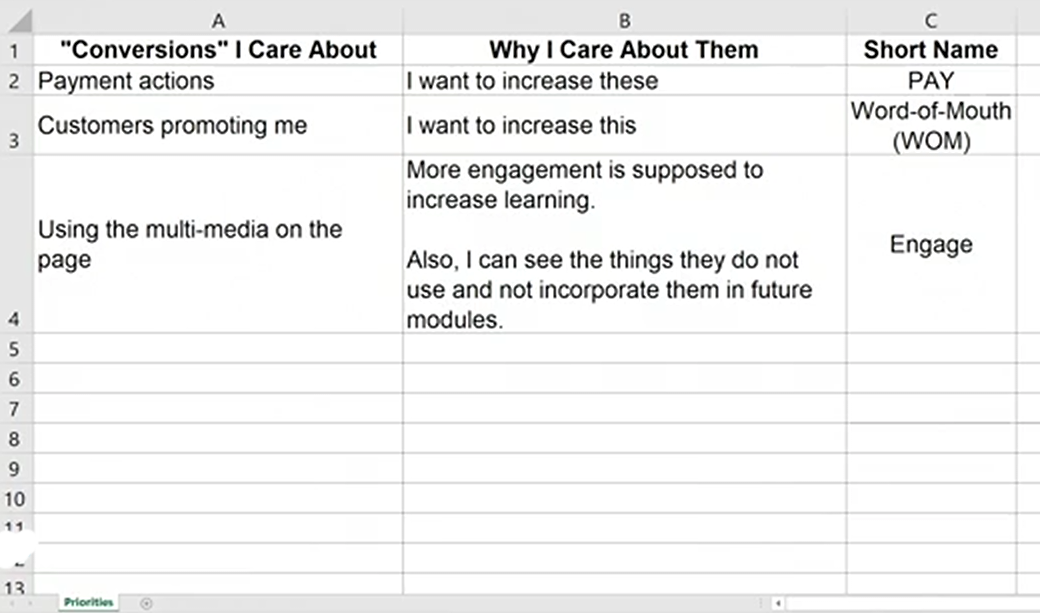 A B C
1 "Conversions" I Care About Why I Care About Them Short Name
2 Payment actions I want to increase these PAY
3 Customers promoting me I want to increase this Word-of-Mouth
(WOM)
4 Using the multi-media on the
page
More engagement is supposed to
increase learning.
Also, I can see the things they do not
use and not incorporate them in future
modules.
Engage
5
6
7
8
9
10
11
13
Priorities